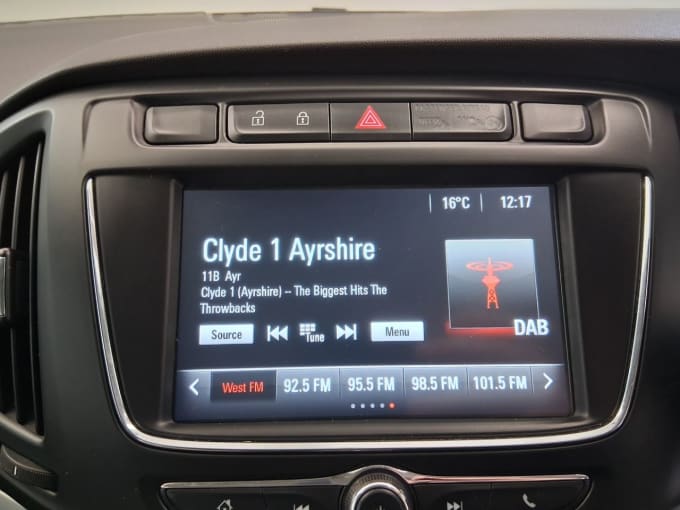 16°C 12:17
Clyde 1 Ayrshire
11B Ayr
Clyde 1 (Ayrshire) -- The Biggest Hits The
Throwbacks
Source Tune Menu
DAB
West FM 92.5 FM 95.5 FM 98.5 FM 101.5 FM